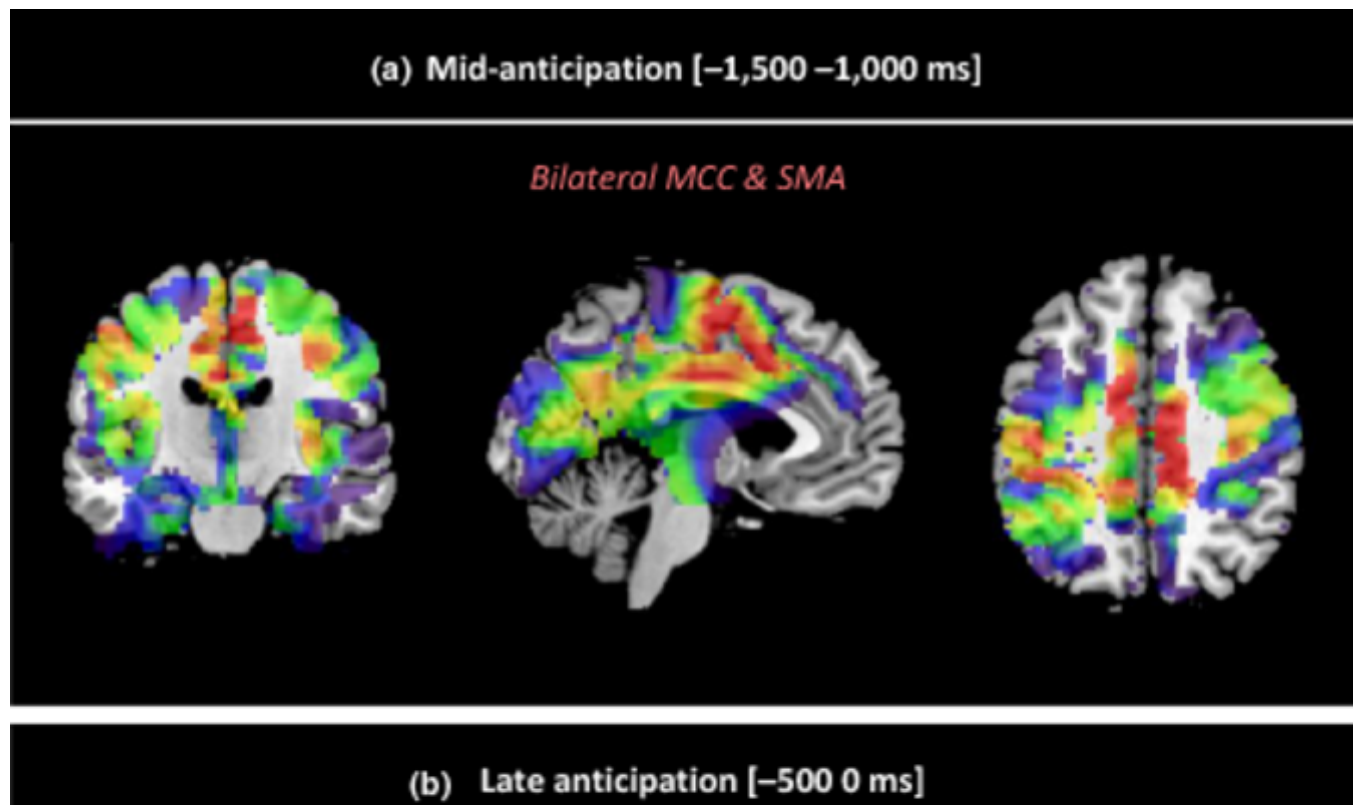 (a) Mid-anticipation [–1,500 –1,000 ms]
Bilateral MCC & SMA
(b) Late anticipation [–500 0 ms]